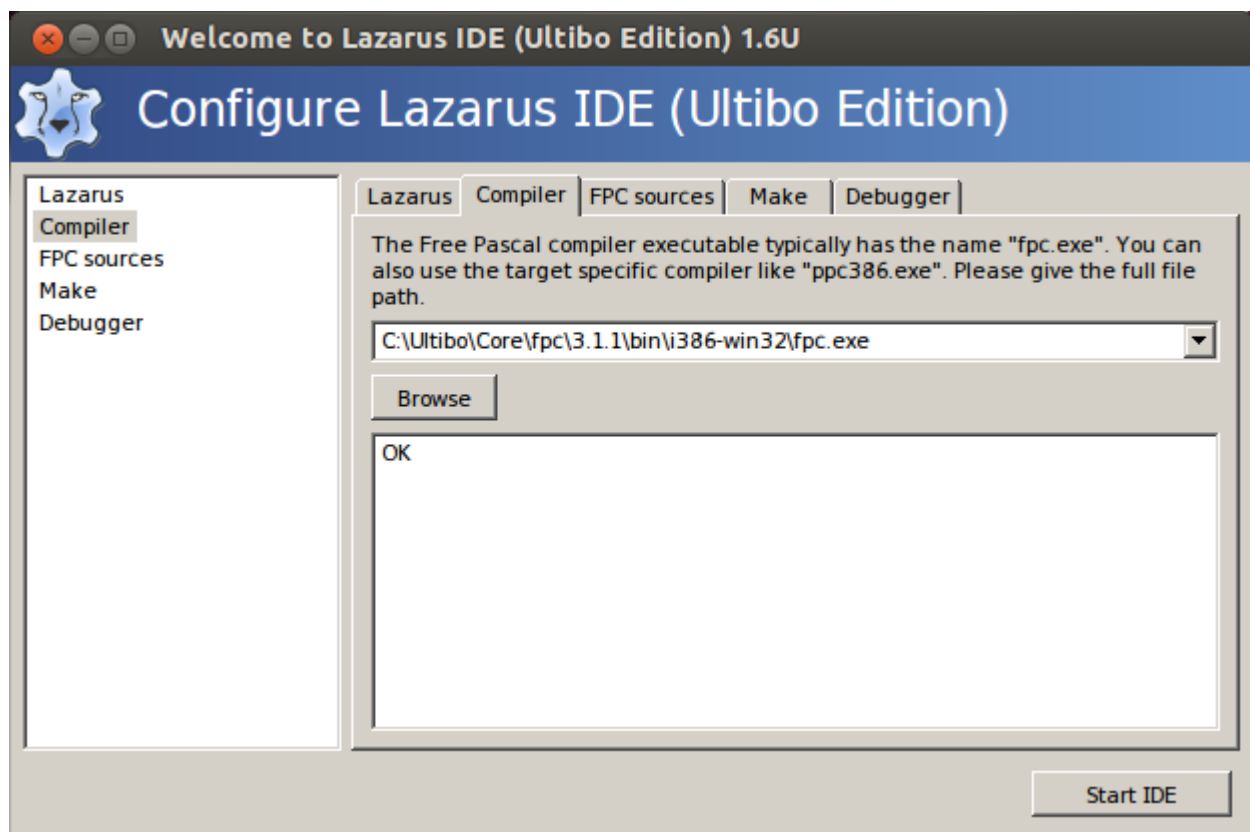 Welcome to Lazarus IDE (Ultibo Edition) 1.6U
Configure Lazarus IDE (Ultibo Edition)
Lazarus
Compiler
FPC sources
Make
Debugger
Lazarus Compiler FPC sources Make Debugger
The Free Pascal compiler executable typically has the name "fpc.exe". You can
also use the target specific compiler like "ppc386.exe". Please give the full file
path.
C:\Ultibo\Core\fpc\3.1.1\bin\i386-win32\fpc.exe
Browse
OK
Start IDE